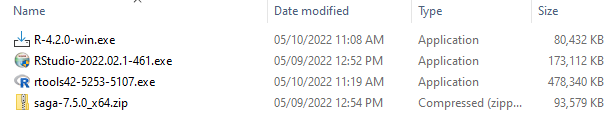 Name Date modified Type Size
R-4.2.0-win.exe 05/10/2022 11:08 AM Application 80,432 KB
RStudio-2022.02.1-461.exe 05/09/2022 12:52 PM Application 173,112 KB
rtools42-5253-5107.exe 05/10/2022 11:19 AM Application 478,340 KB
saga-7.5.0_x64.zip 05/09/2022 12:54 PM Compressed (zipp... 93,579 KB